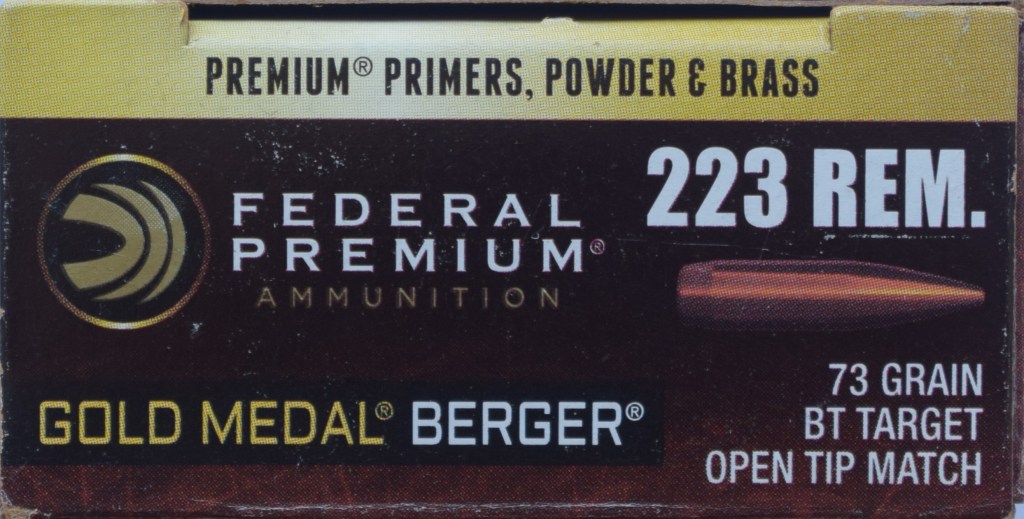 PREMIUM® PRIMERS, POWDER & BRASS
FEDERAL
PREMIUM®
AMMUNITION
223 REM.
GOLD MEDAL® BERGER®
73 GRAIN
BT TARGET
OPEN TIP MATCH